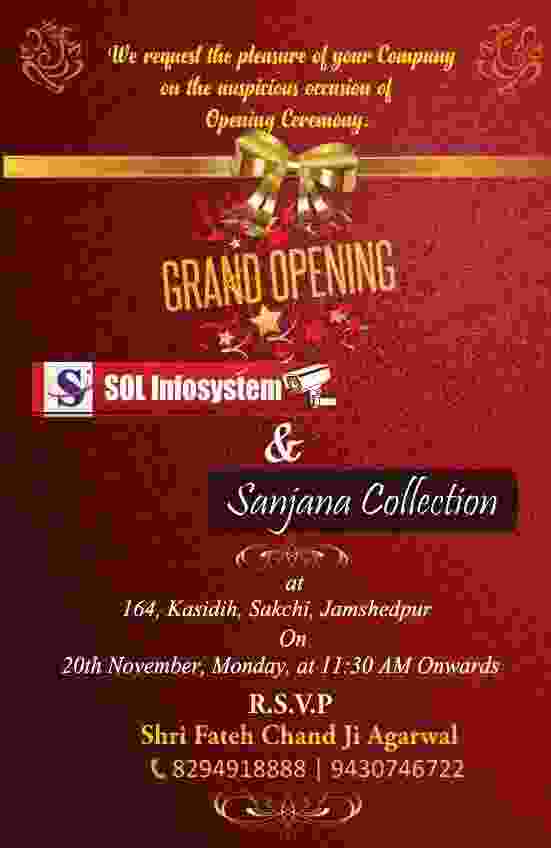 We request the pleasure of your Company
on the auspicious occasion of
Opening Ceremony.
GRAND OPENING
S SOL Infosystem
&
Sanjana Collection
at
164, Kasidih, Sakchi, Jamshedpur
On
20th November, Monday, at 11:30 AM Onwards
R.S.V.P
Shri Fateh Chand Ji Agarwal
8294918888 | 9430746722